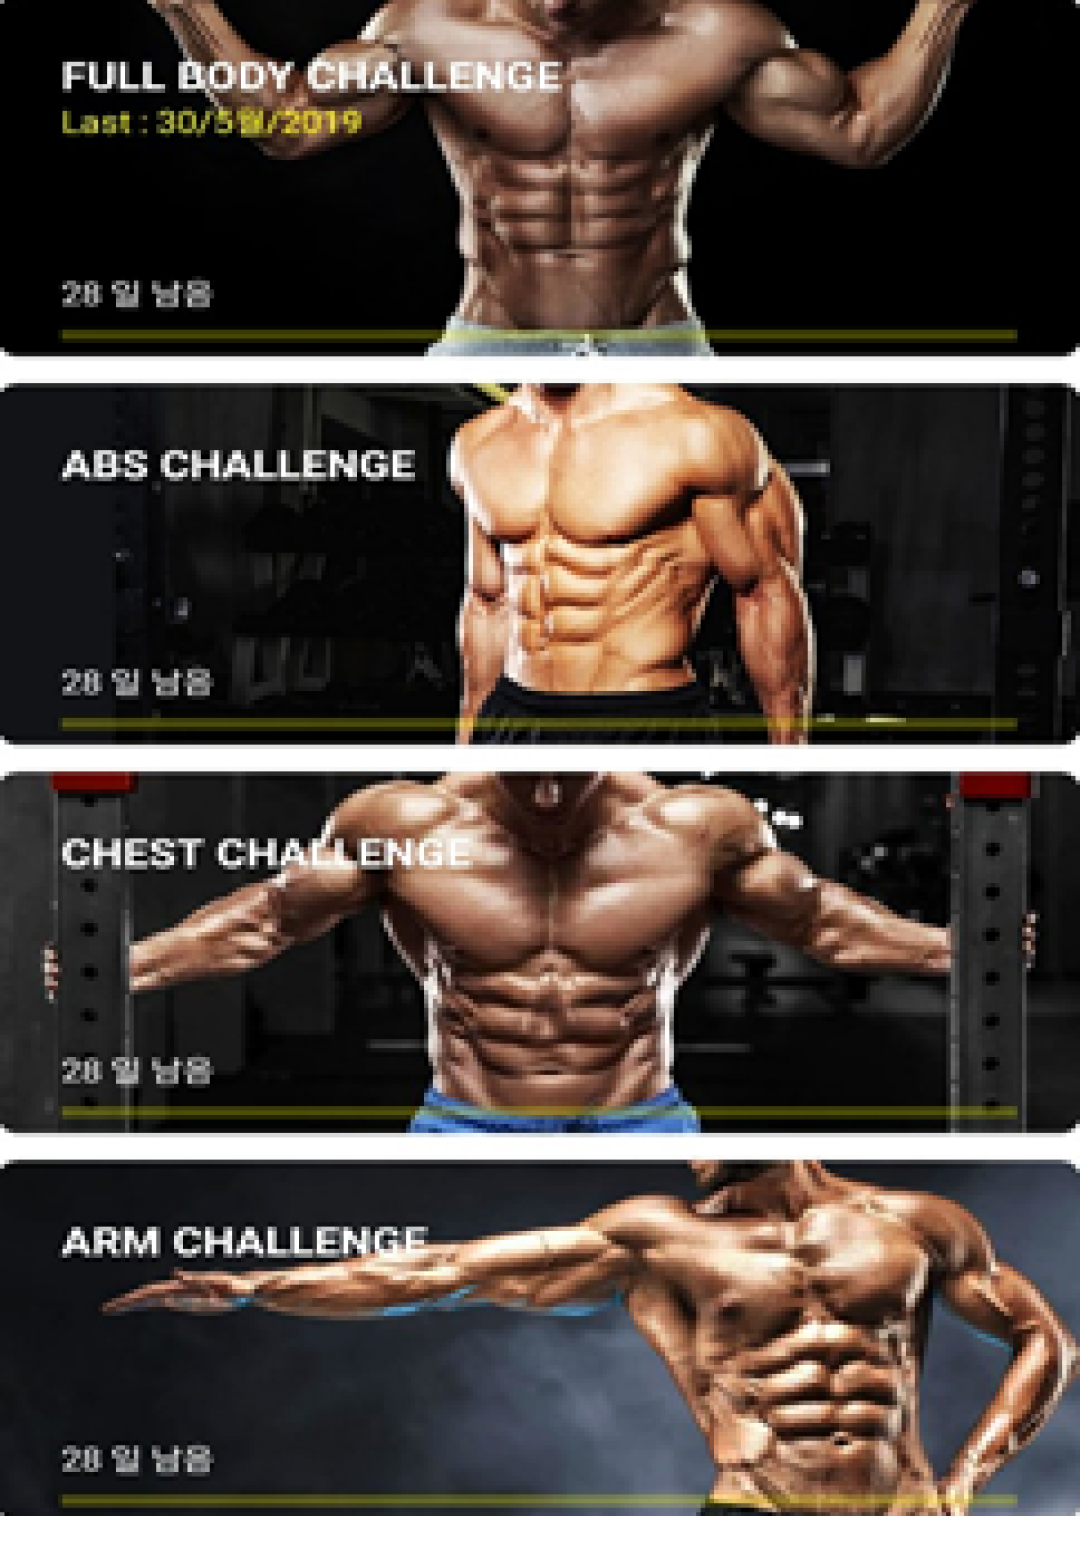 FULL BODY CHALLENGE
Last : 30/5월/2019
28 일 남음
ABS CHALLENGE
28 일 남음
CHEST CHALLENGE
28 일 남음
ARM CHALLENGE
28 일 남음